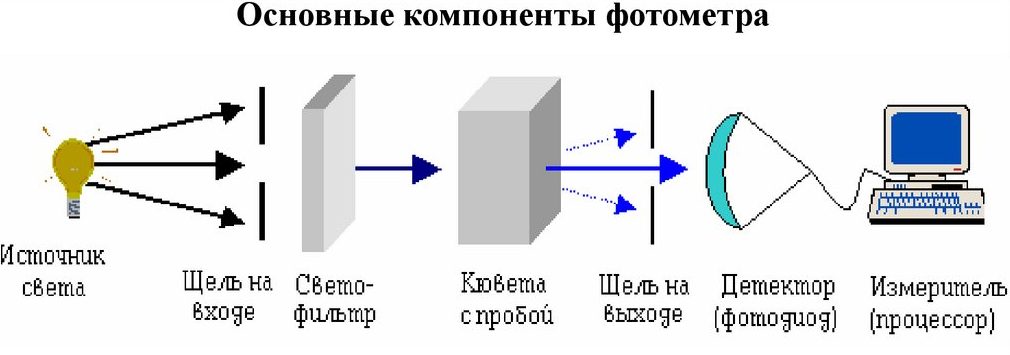 Основные компоненты фотометра
Источник
света
Щель на
входе
Свето-
фильтр
Кювета
с пробой
Щель на
выходе
Детектор
(фотодиод)
Измеритель
(процессор)